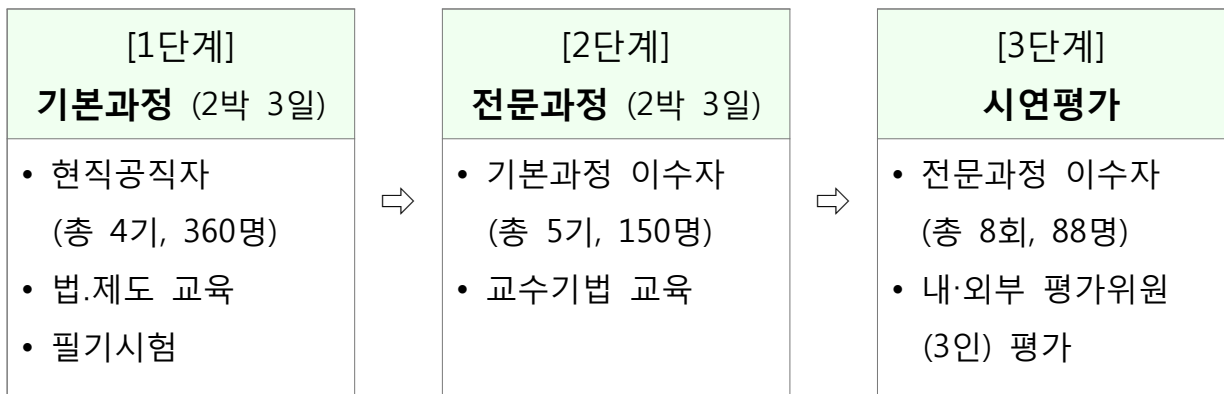 [1단계]
기본과정 (2박 3일)
• 현직공직자
(총 4기, 360명)
• 법.제도 교육
• 필기시험
⇨
[2단계]
전문과정 (2박 3일)
• 기본과정 이수자
(총 5기, 150명)
• 교수기법 교육
⇨
[3단계]
시연평가
• 전문과정 이수자
(총 8회, 88명)
• 내·외부 평가위원
(3인) 평가